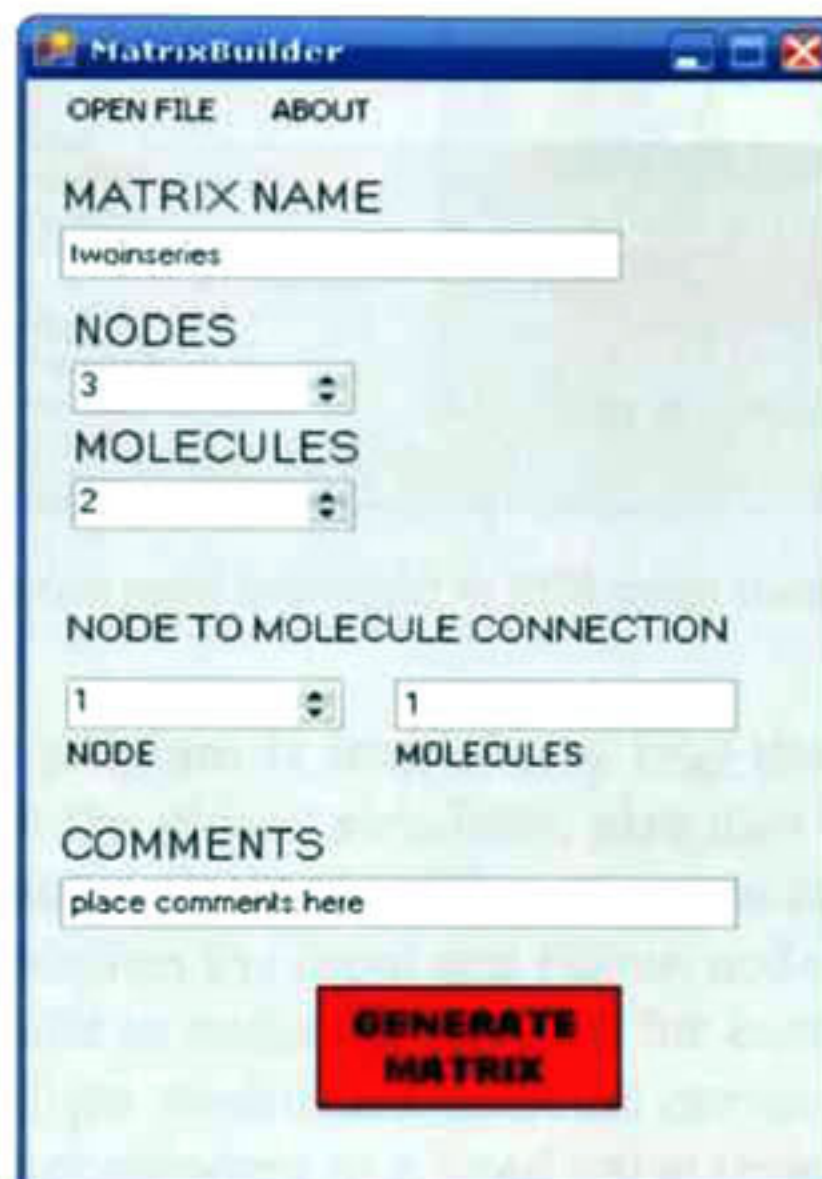 MatrixBuilder
OPEN FILE ABOUT
MATRIX NAME
twoinseries
NODES
3
MOLECULES
2
NODE TO MOLECULE CONNECTION
1 1
NODE MOLECULES
COMMENTS
place comments here
GENERATE
MATRIX